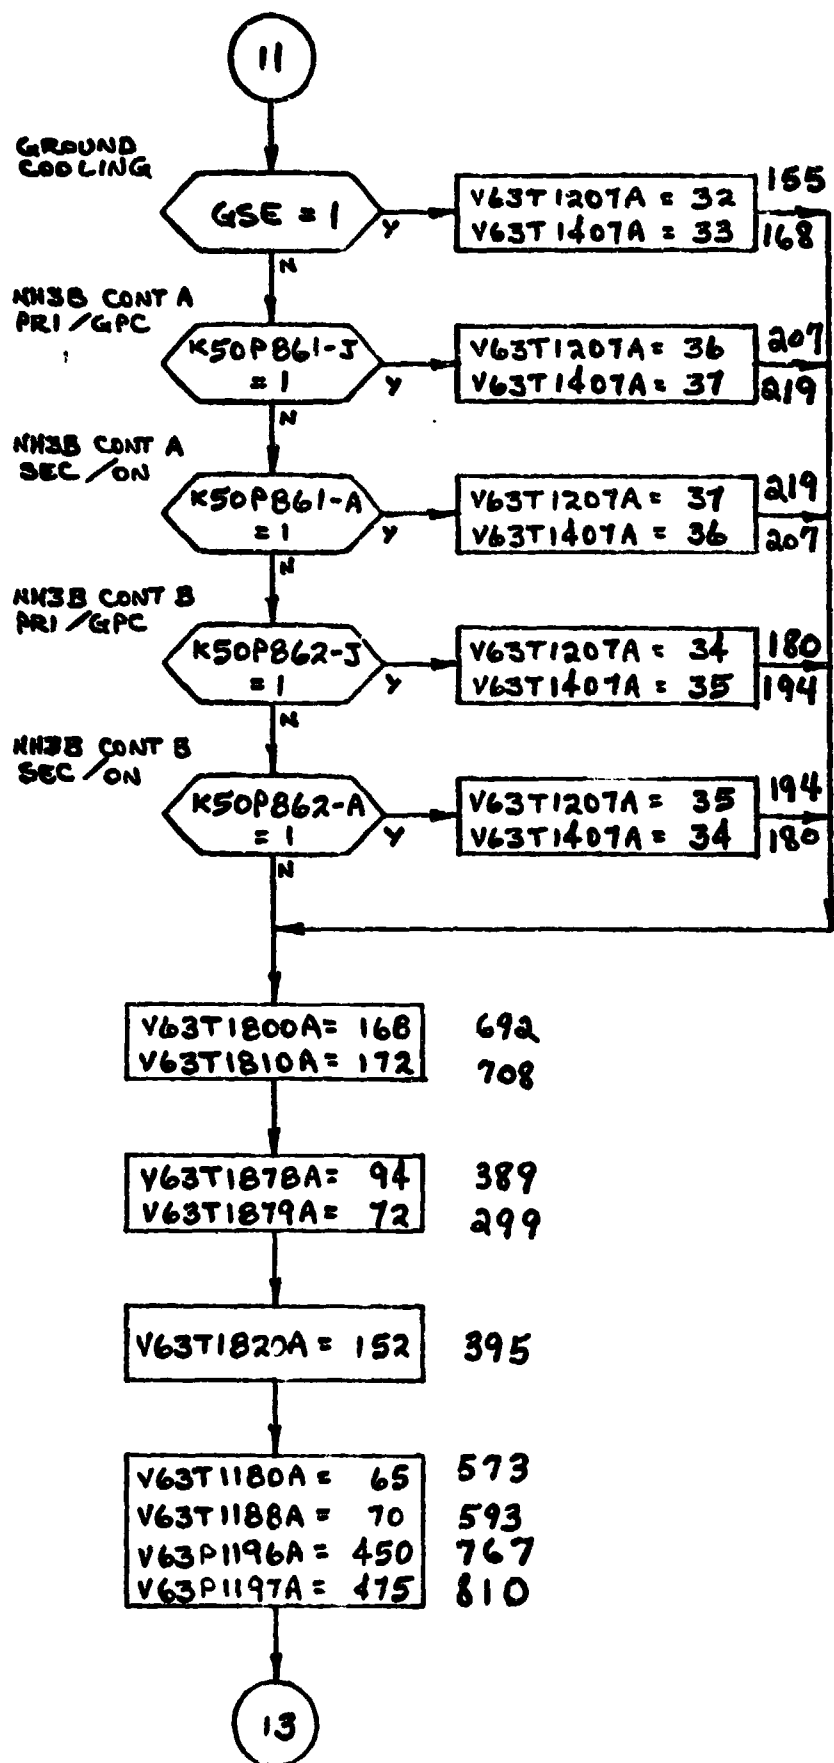 11
GROUND
COOLING
GSE = 1
Y
N
V63T1207A = 32
V63T1407A = 33
155
168
NH3B CONT A
PRI/GPC
K50P861-J
= 1
Y
N
V63T1207A = 36
V63T1407A = 37
207
219
NH3B CONT A
SEC/ON
K50P861-A
= 1
Y
N
V63T1207A = 37
V63T1407A = 36
219
207
NH3B CONT B
PRI/GPC
K50P862-J
= 1
Y
N
V63T1207A = 34
V63T1407A = 35
180
194
NH3B CONT B
SEC/ON
K50P862-A
= 1
Y
N
V63T1207A = 35
V63T1407A = 34
194
180
V63T1800A = 168 692
V63T1810A = 172 708
V63T1878A = 94 389
V63T1879A = 72 299
V63T1820A = 152 395
V63T1180A = 65 573
V63T1188A = 70 593
V63P1196A = 450 767
V63P1197A = 475 810
13